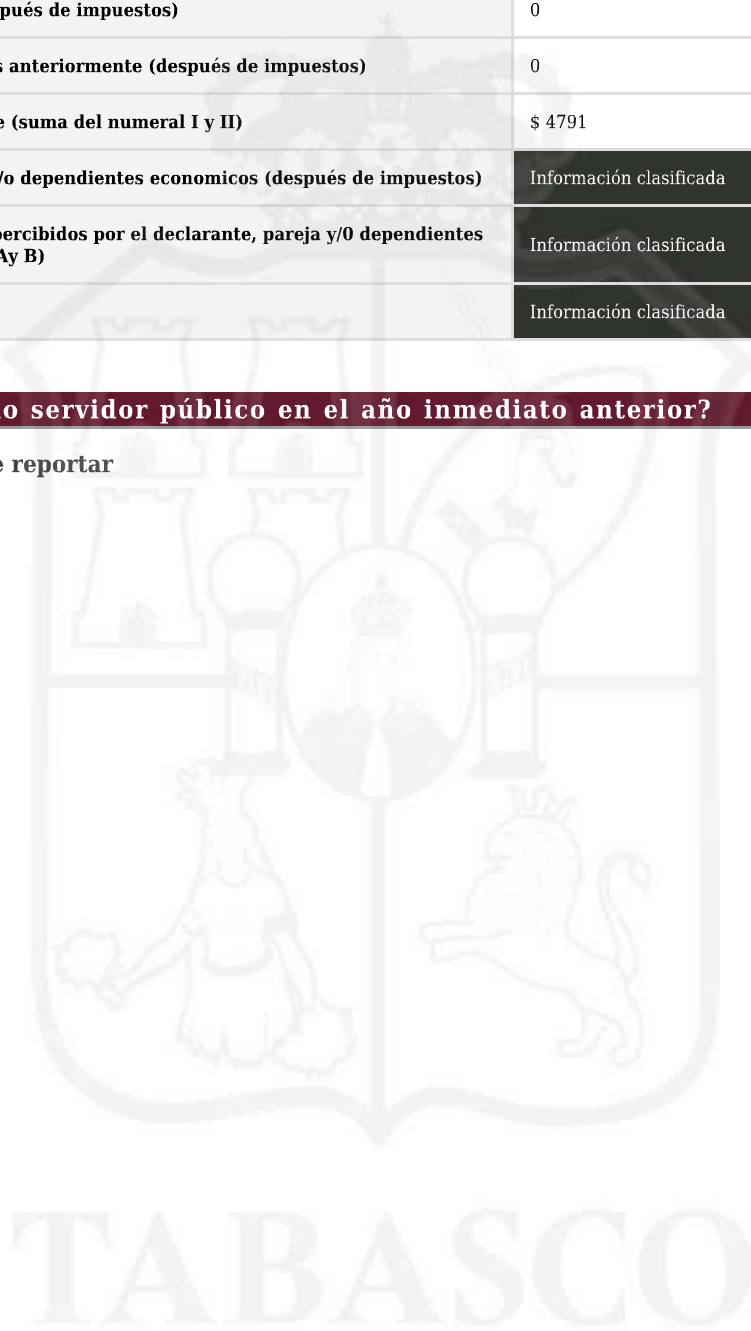 pués de impuestos) 0
s anteriormente (después de impuestos) 0
e (suma del numeral I y II) $ 4791
/o dependientes economicos (después de impuestos) Información clasificada
percibidos por el declarante, pareja y/0 dependientes
Ay B) Información clasificada
Información clasificada
o servidor público en el año inmediato anterior?
e reportar
TABASCO